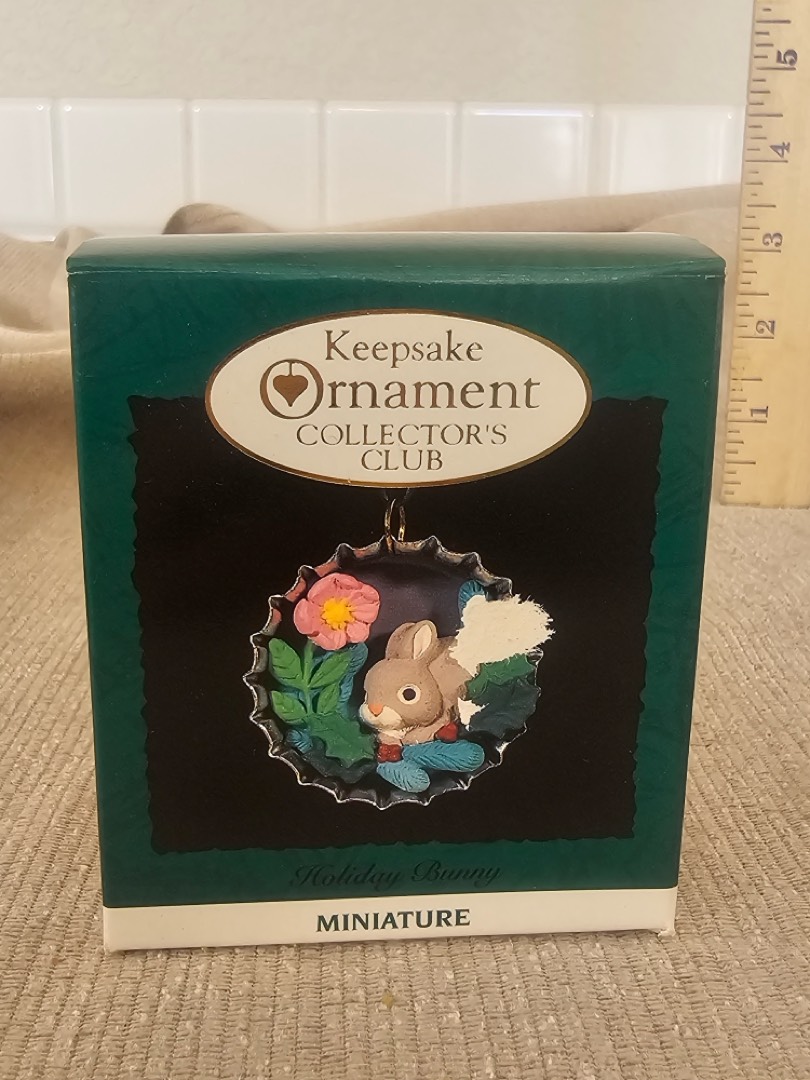 Keepsake
Ornament
COLLECTOR'S
CLUB
Holiday Bunny
MINIATURE
5
4
3
2
1